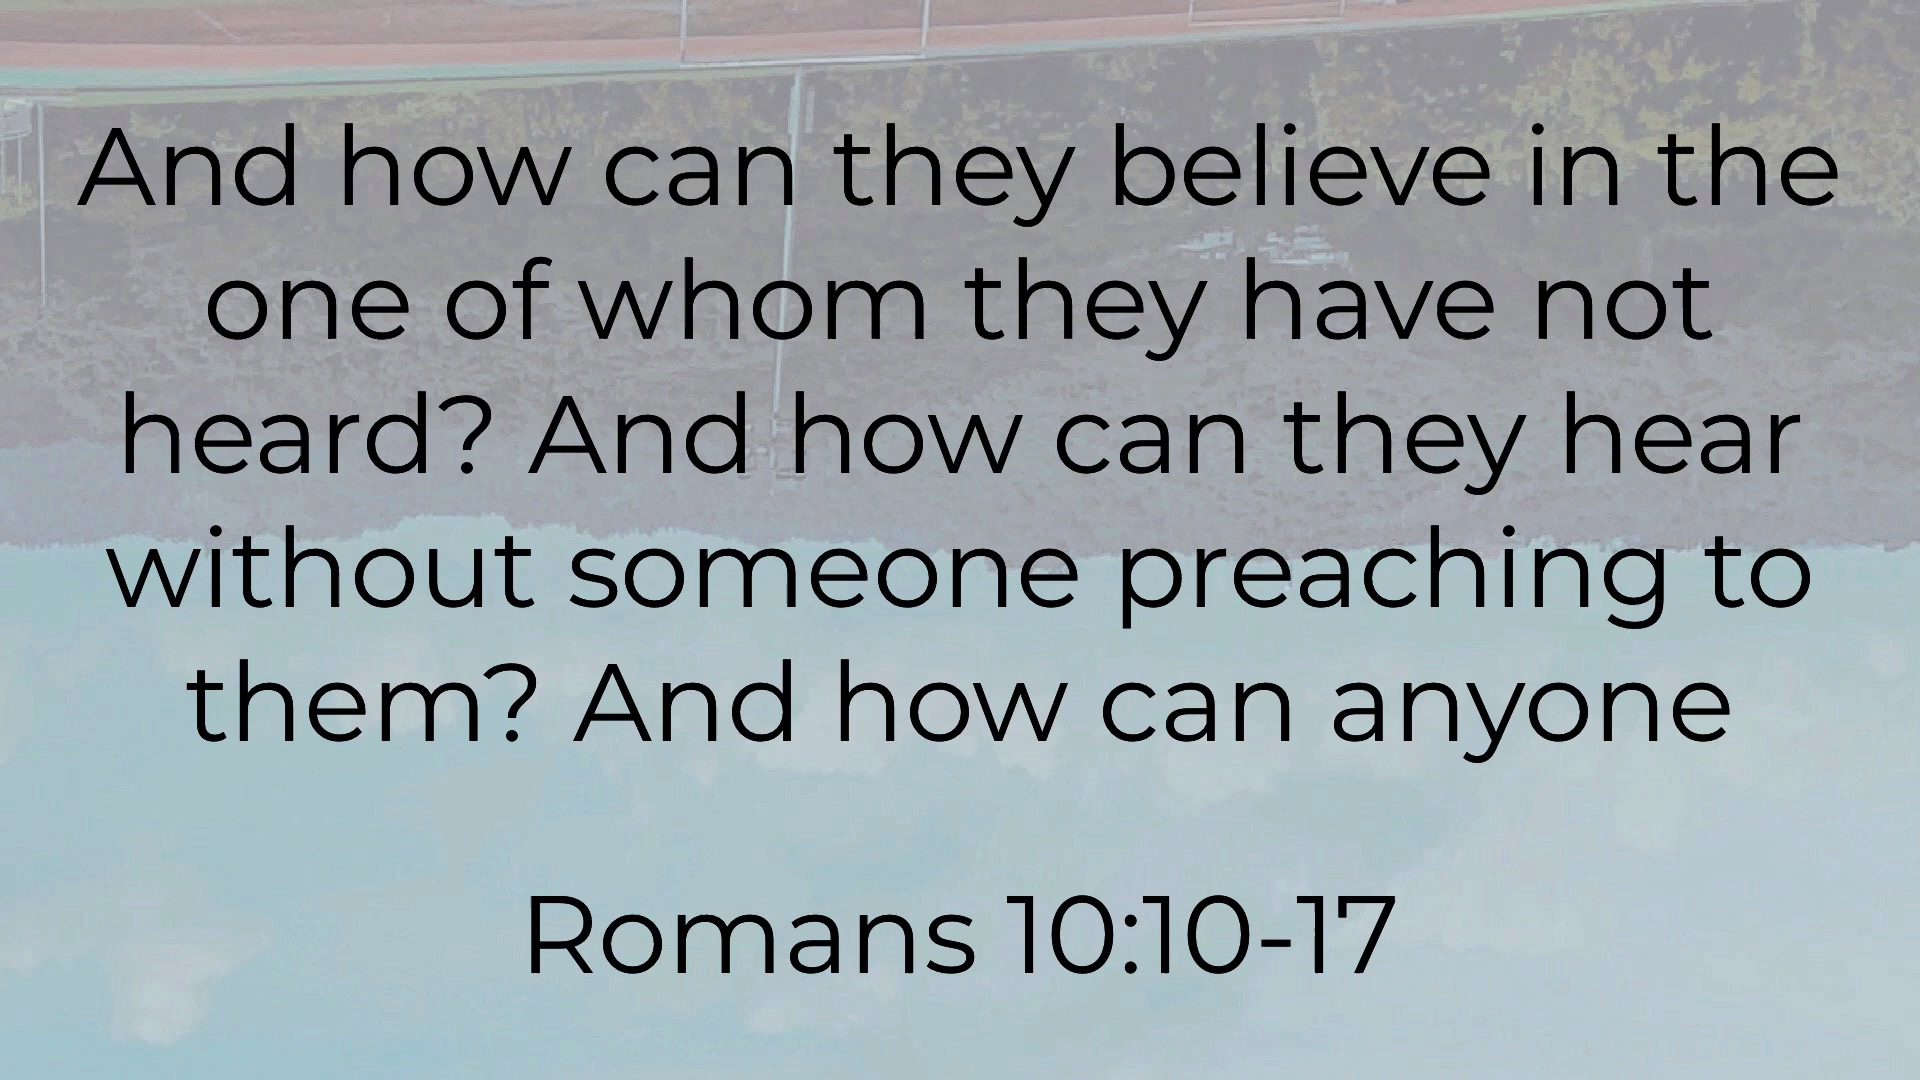 And how can they believe in the
one of whom they have not
heard? And how can they hear
without someone preaching to
them? And how can anyone
Romans 10:10-17